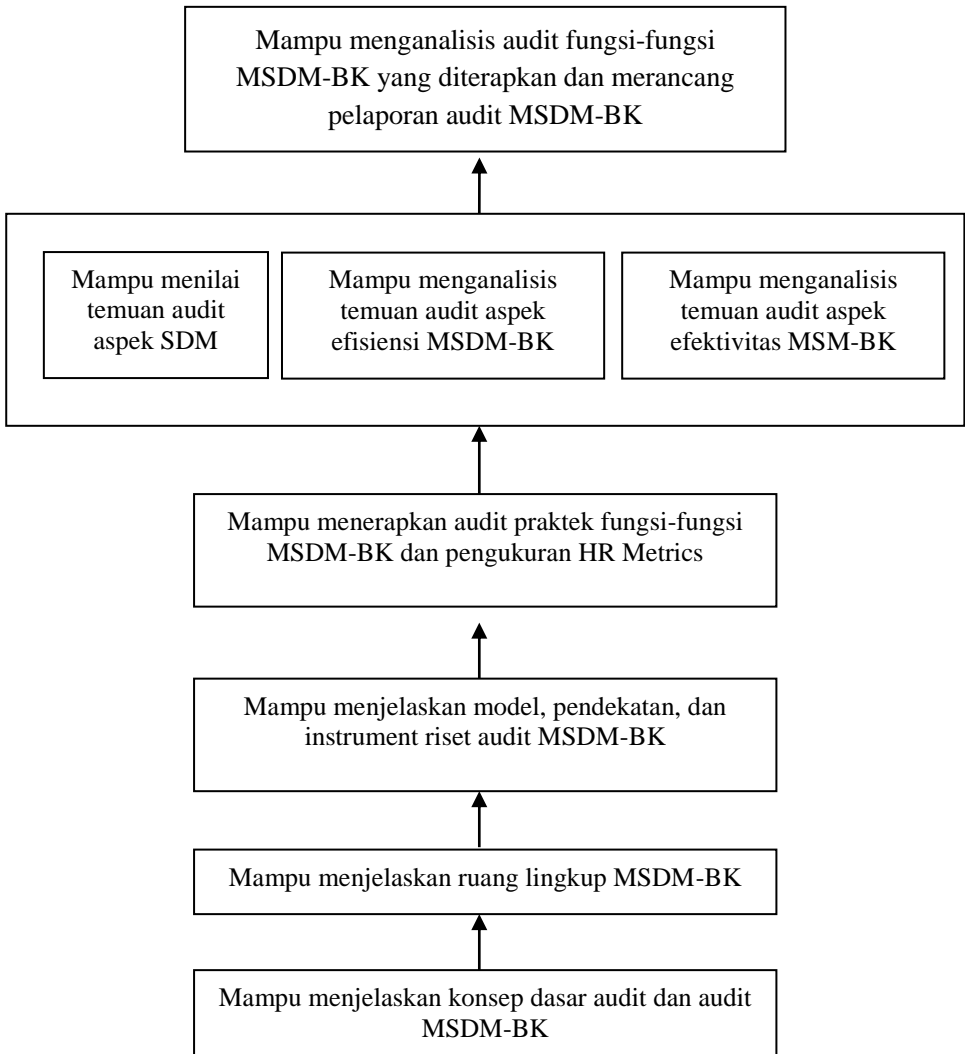 Mampu menganalisis audit fungsi-fungsi
MSDM-BK yang diterapkan dan merancang
pelaporan audit MSDM-BK
Mampu menilai
temuan audit
aspek SDM
Mampu menganalisis
temuan audit aspek
efisiensi MSDM-BK
Mampu menganalisis
temuan audit aspek
efektivitas MSM-BK
Mampu menerapkan audit praktek fungsi-fungsi
MSDM-BK dan pengukuran HR Metrics
Mampu menjelaskan model, pendekatan, dan
instrument riset audit MSDM-BK
Mampu menjelaskan ruang lingkup MSDM-BK
Mampu menjelaskan konsep dasar audit dan audit
MSDM-BK